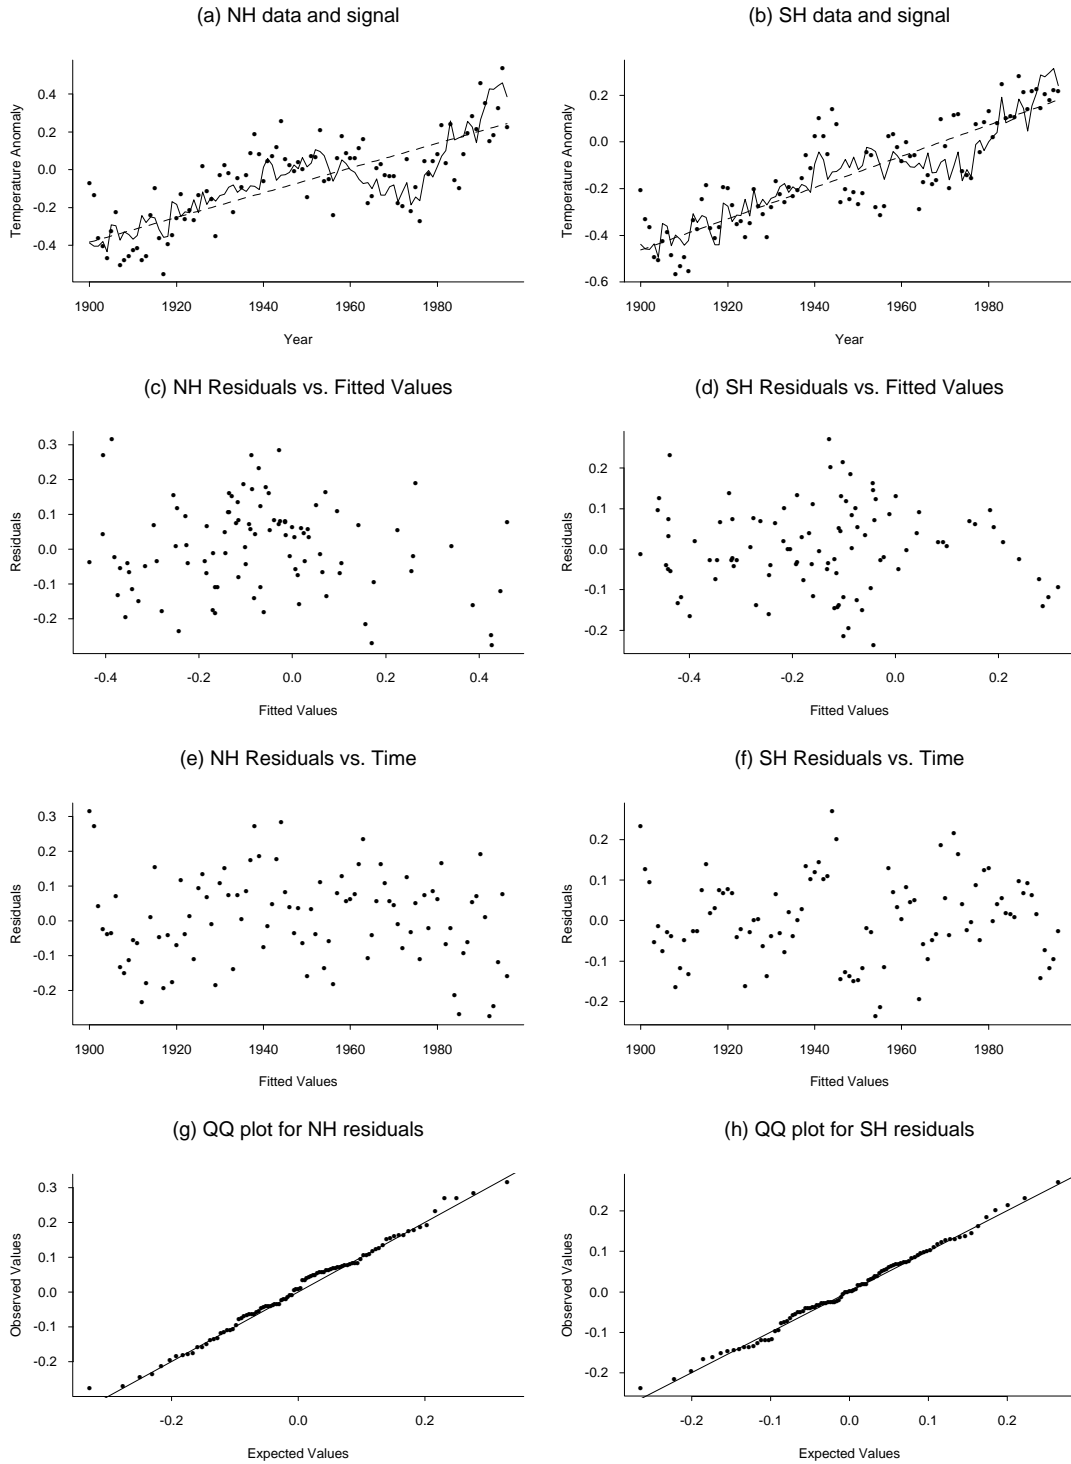 (a) NH data and signal
(b) SH data and signal
Temperature Anomaly
0.4
0.2
0.0
-0.2
-0.4
1900 1920 1940 1960 1980
Year
Temperature Anomaly
0.2
0.0
-0.2
-0.4
-0.6
1900 1920 1940 1960 1980
Year
(c) NH Residuals vs. Fitted Values
(d) SH Residuals vs. Fitted Values
Residuals
0.3
0.2
0.1
0.0
-0.1
-0.2
-0.4 -0.2 0.0 0.2 0.4
Fitted Values
Residuals
0.2
0.1
0.0
-0.1
-0.2
-0.4 -0.2 0.0 0.2
Fitted Values
(e) NH Residuals vs. Time
(f) SH Residuals vs. Time
Residuals
0.3
0.2
0.1
0.0
-0.1
-0.2
1900 1920 1940 1960 1980
Fitted Values
Residuals
0.2
0.1
0.0
-0.1
-0.2
1900 1920 1940 1960 1980
Fitted Values
(g) QQ plot for NH residuals
(h) QQ plot for SH residuals
Observed Values
0.3
0.2
0.1
0.0
-0.1
-0.2
-0.2 0.0 0.2
Expected Values
Observed Values
0.2
0.1
0.0
-0.1
-0.2
-0.2 -0.1 0.0 0.1 0.2
Expected Values